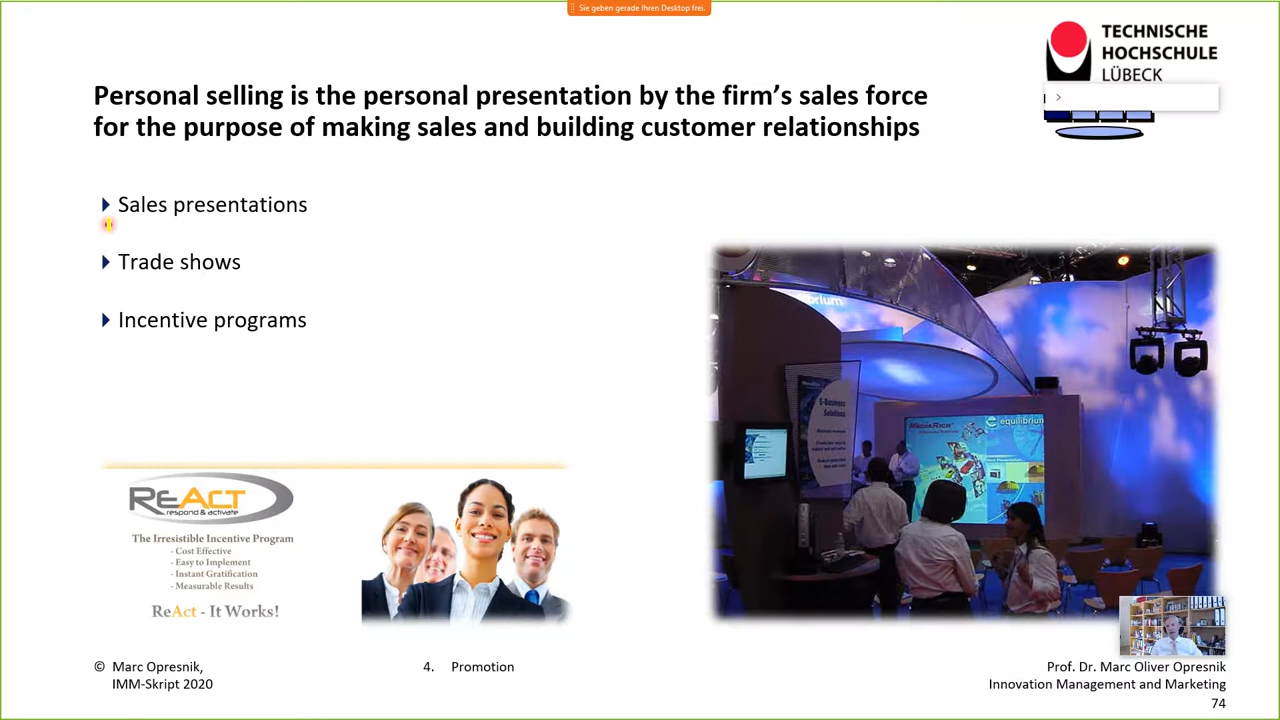 Sie geben gerade Ihren Desktop frei.
TECHNISCHE
HOCHSCHULE
LÜBECK
Personal selling is the personal presentation by the firm’s sales force
for the purpose of making sales and building customer relationships
Sales presentations
Trade shows
Incentive programs
REACT
respond & activate
The Irresistible Incentive Program
- Cost Effective
- Easy to Implement
- Instant Gratification
- Measurable Results
ReAct - It Works!
E-Business
Solutions
MEDIARICH
equilibrium
© Marc Opresnik,
IMM-Skript 2020
4. Promotion
Prof. Dr. Marc Oliver Opresnik
Innovation Management and Marketing
74